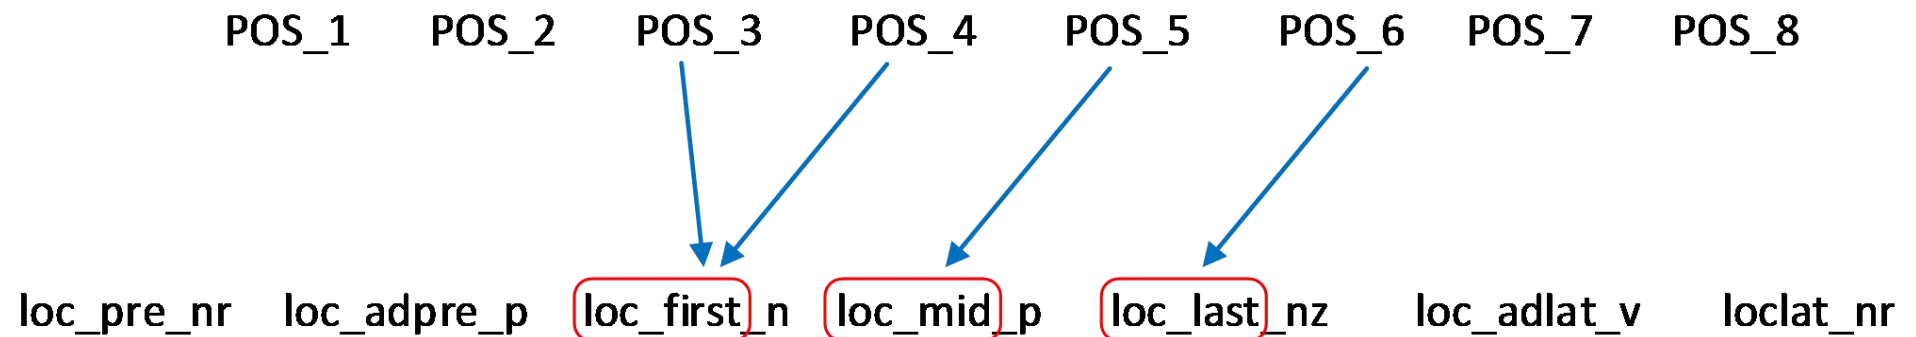 POS_1 POS_2 POS_3 POS_4 POS_5 POS_6 POS_7 POS_8
loc_pre_nr loc_adpre_p loc_first_n loc_mid_p loc_last_nz loc_adlat_v loclat_nr